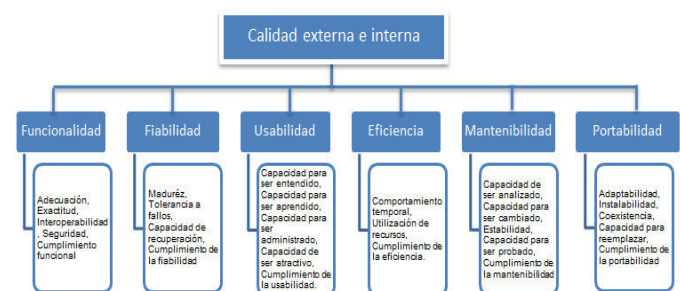 Calidad externa e interna
Funcionalidad
Adecuación,
Exactitud,
Interoperabilidad
, Seguridad,
Cumplimiento
funcional
Fiabilidad
Maduréz,
Tolerancia a
fallos,
Capacidad de
recuperación,
Cumplimiento de
la fiabilidad
Usabilidad
Capacidad para
ser entendido,
Capacidad para
ser aprendido,
Capacidad para
ser
administrado,
Capacidad de
ser atractivo,
Cumplimiento de
la usabilidad.
Eficiencia
Comportamiento
temporal,
Utilización de
recursos,
Cumplimiento de
la eficiencia.
Mantenibilidad
Capacidad de
ser analizado,
Capacidad para
ser cambiado,
Estabilidad,
Capacidad para
ser probado,
Cumplimiento de
la mantenibilidad
Portabilidad
Adaptabilidad,
Instalabilidad,
Coexistencia,
Capacidad para
reemplazar,
Cumplimiento de
la portabilidad